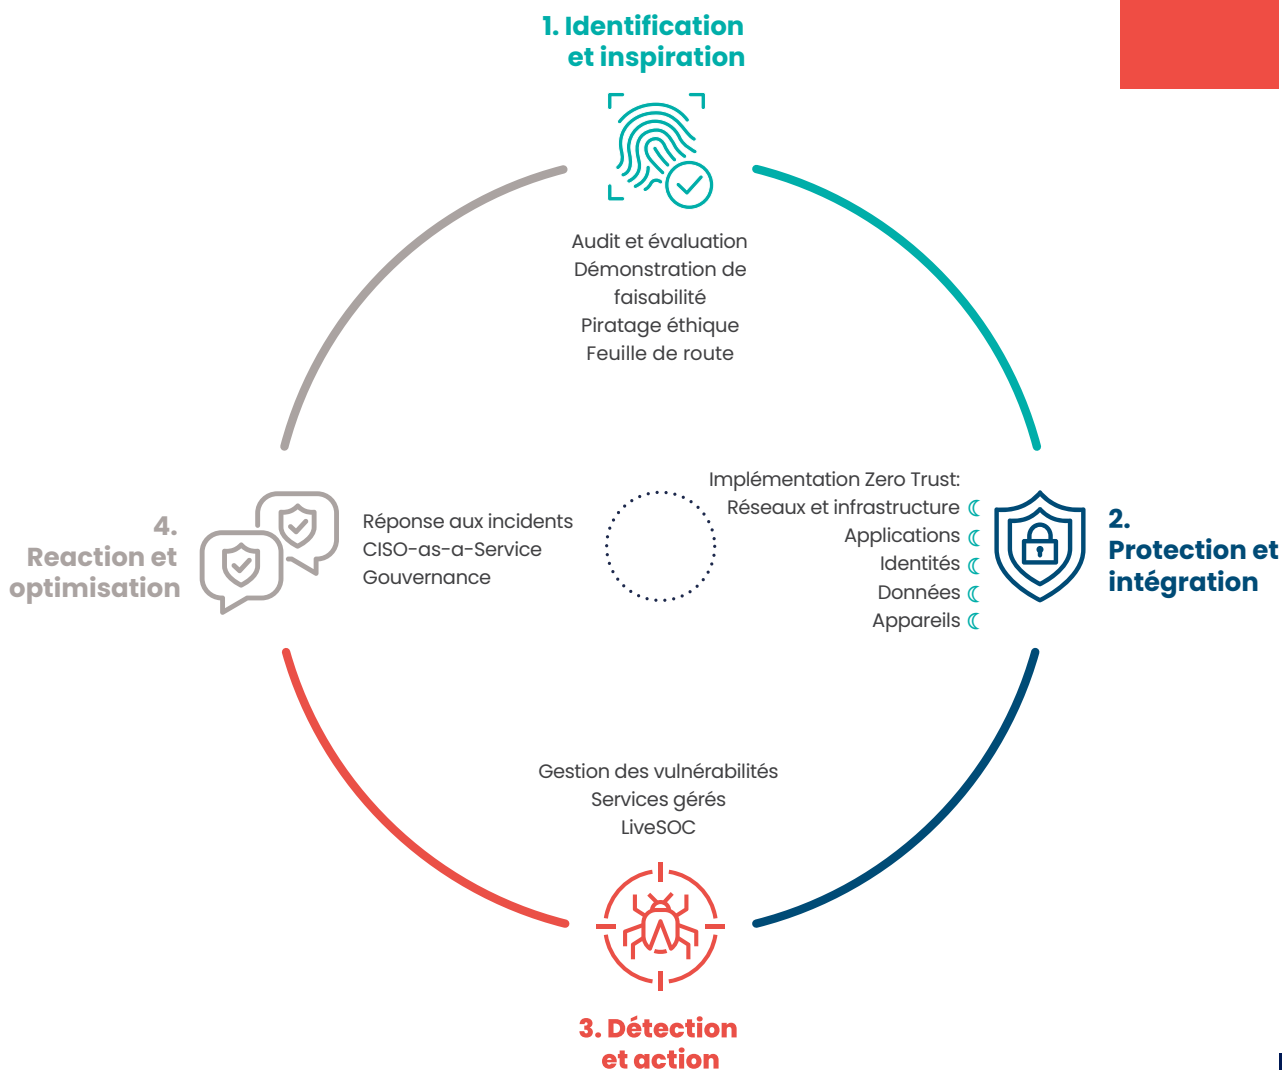 1. Identification
et inspiration
Audit et évaluation
Démonstration de
faisabilité
Piratage éthique
Feuille de route
Implémentation Zero Trust:
Réseaux et infrastructure
Applications
Identités
Données
Appareils
2.
Protection et
intégration
Gestion des vulnérabilités
Services gérés
LiveSOC
3. Détection
et action
4.
Reaction et
optimisation
Réponse aux incidents
CISO-as-a-Service
Gouvernance